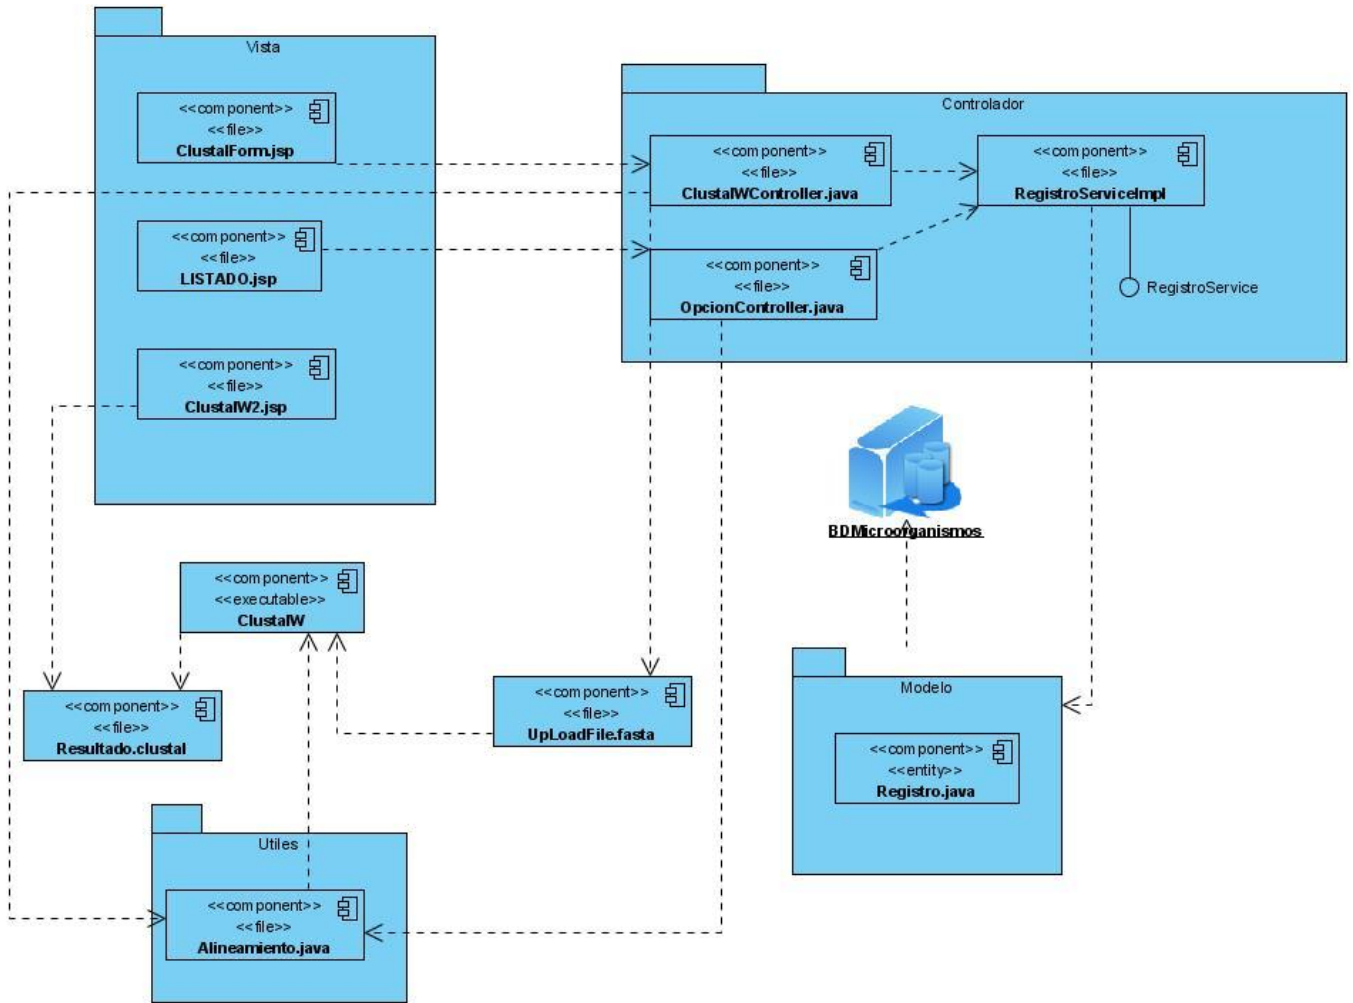 Vista
<<component>>
<<file>>
ClustalForm.jsp
<<component>>
<<file>>
LISTADO.jsp
<<component>>
<<file>>
ClustalW2.jsp
Controlador
<<component>>
<<file>>
ClustalWController.java
<<component>>
<<file>>
RegistroServiceImpl
<<component>>
<<file>>
OpcionController.java
RegistroService
BDMicroorganismos
<<component>>
<<executable>>
ClustalW
<<component>>
<<file>>
Resultado.clustal
<<component>>
<<file>>
UpLoadFile.fasta
Modelo
<<component>>
<<entity>>
Registro.java
Utiles
<<component>>
<<file>>
Alineamiento.java